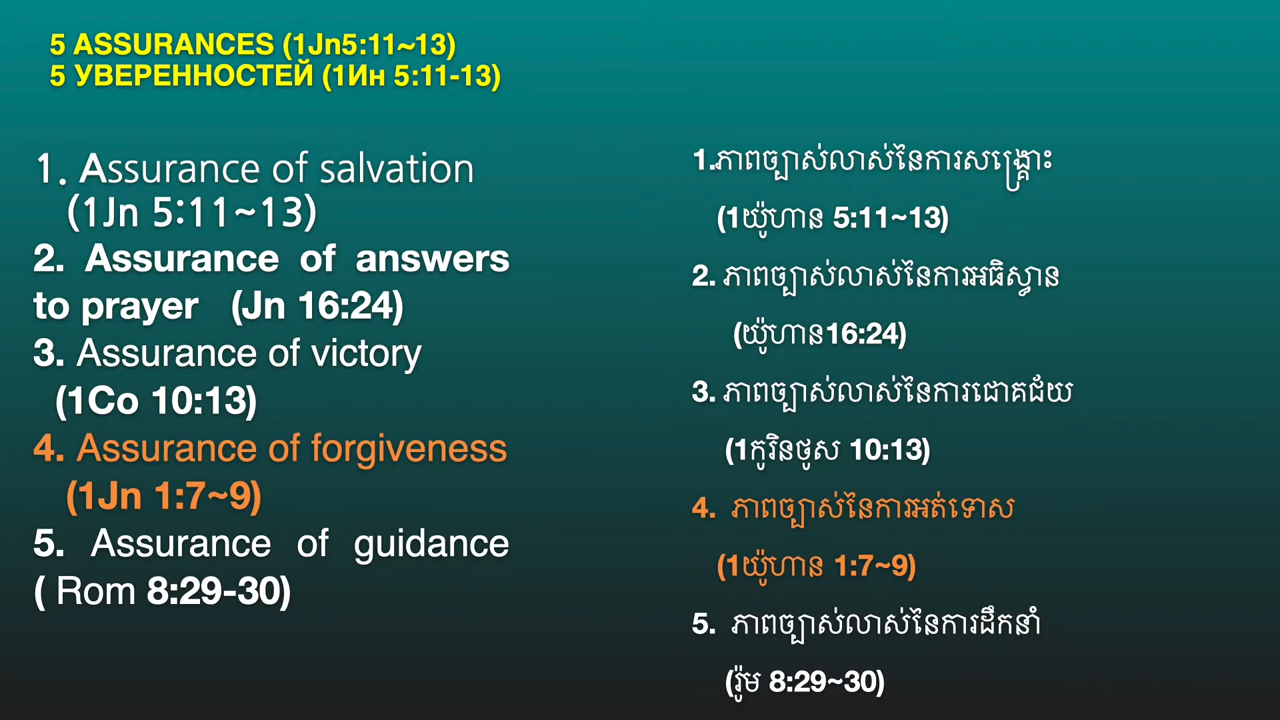 5 ASSURANCES (1Jn5:11~13)
5 УВЕРЕННОСТЕЙ (1Ин 5:11-13)
1. Assurance of salvation
(1Jn 5:11~13)
2. Assurance of answers
to prayer (Jn 16:24)
3. Assurance of victory
(1Co 10:13)
4. Assurance of forgiveness
(1Jn 1:7~9)
5. Assurance of guidance
( Rom 8:29-30)
1.ភាពច្បាស់លាស់នៃការសង្គ្រោះ
(1យ៉ូហាន 5:11~13)
2. ភាពច្បាស់លាស់នៃការអធិស្ឋាន
(យ៉ូហាន16:24)
3. ភាពច្បាស់លាស់នៃការជោគជ័យ
(1កូរិនថូស 10:13)
4. ភាពច្បាស់នៃការអត់ទោស
(1យ៉ូហាន 1:7~9)
5. ភាពច្បាស់លាស់នៃការដឹកនាំ
(រ៉ូម 8:29~30)